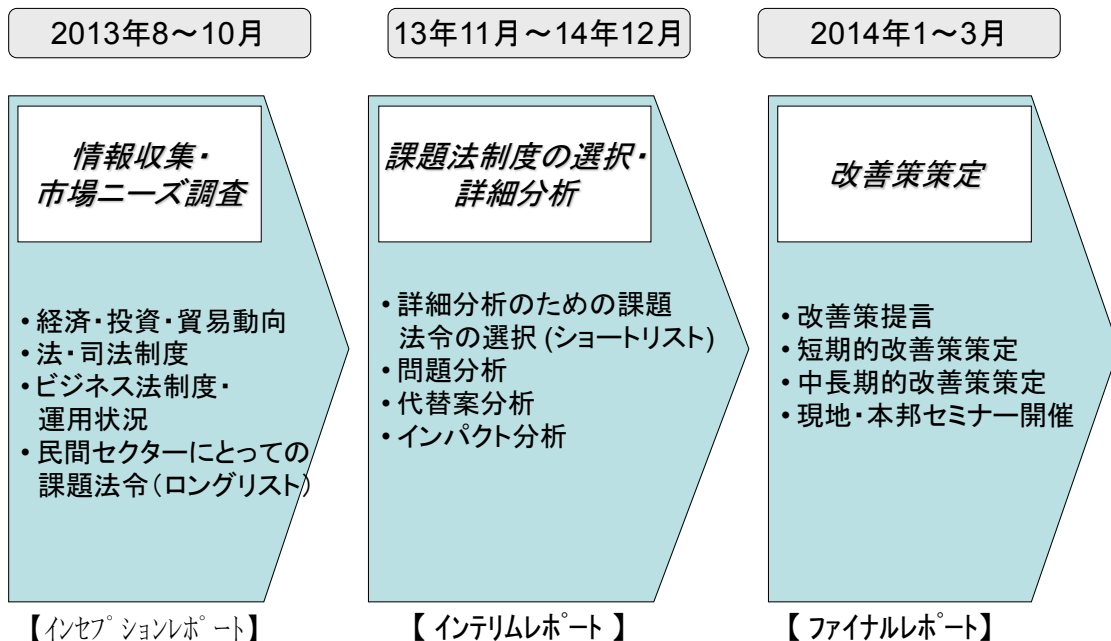 2013年8～10月
13年11月～14年12月
2014年1～3月
情報収集・
市場ニーズ調査
・経済・投資・貿易動向
・法・司法制度
・ビジネス法制度・
運用状況
・民間セクターにとっての
課題法令（ロングリスト）
【インセプションレポート】
課題法制度の選択・
詳細分析
・詳細分析のための課題
法令の選択 (ショートリスト)
・問題分析
・代替案分析
・インパクト分析
【 インテリムレポート 】
改善策策定
・改善策提言
・短期的改善策策定
・中長期的改善策策定
・現地・本邦セミナー開催
【 ファイナルレポート】